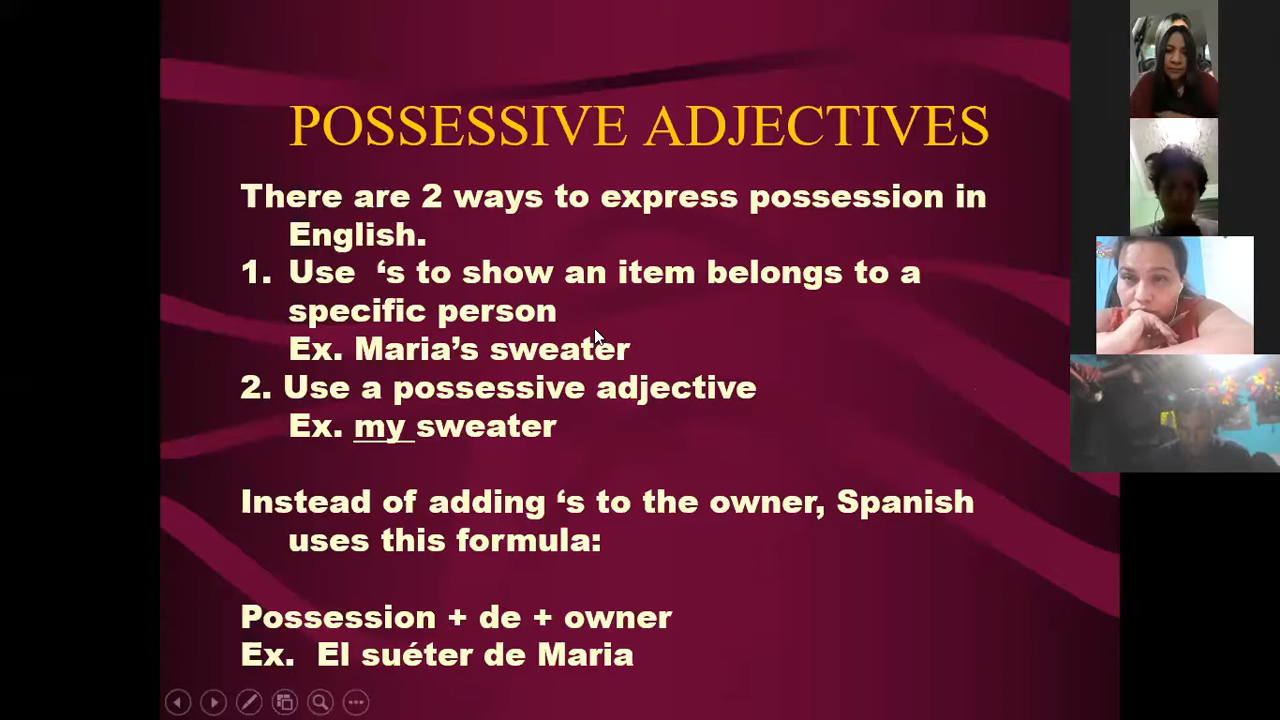 POSSESSIVE ADJECTIVES
There are 2 ways to express possession in
English.
1. Use ‘s to show an item belongs to a
specific person
Ex. Maria’s sweater
2. Use a possessive adjective
Ex. my sweater
Instead of adding ‘s to the owner, Spanish
uses this formula:
Possession + de + owner
Ex. El suéter de Maria